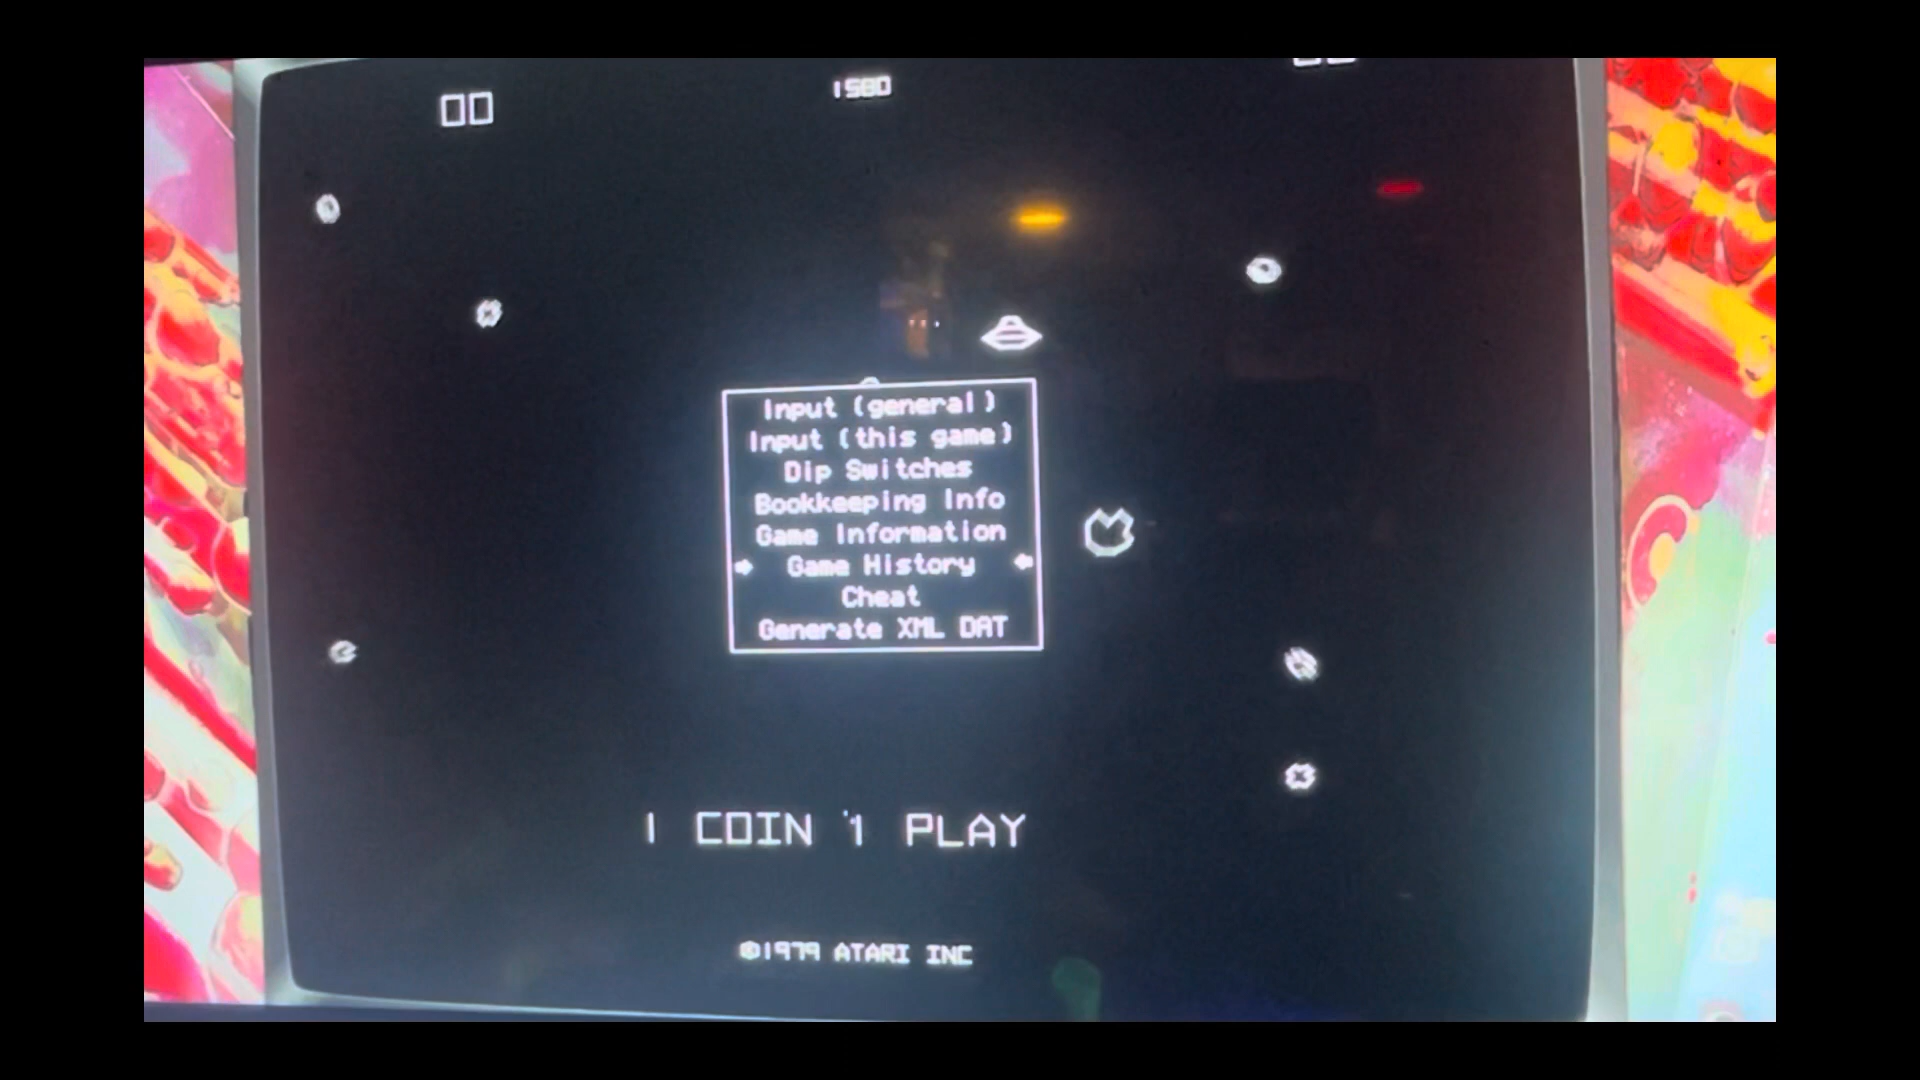 00
1580
Input (general)
Input (this game)
Dip Switches
Bookkeeping Info
Game Information
Game History
Cheat
Generate XML DAT
1 COIN 1 PLAY
©1979 ATARI INC